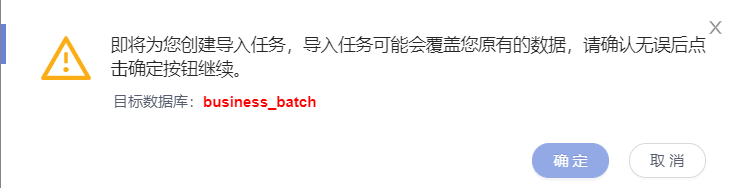 即将为您创建导入任务，导入任务可能会覆盖您原有的数据，请确认无误后点
击确定按钮继续。
目标数据库：business_batch
确 定 取 消